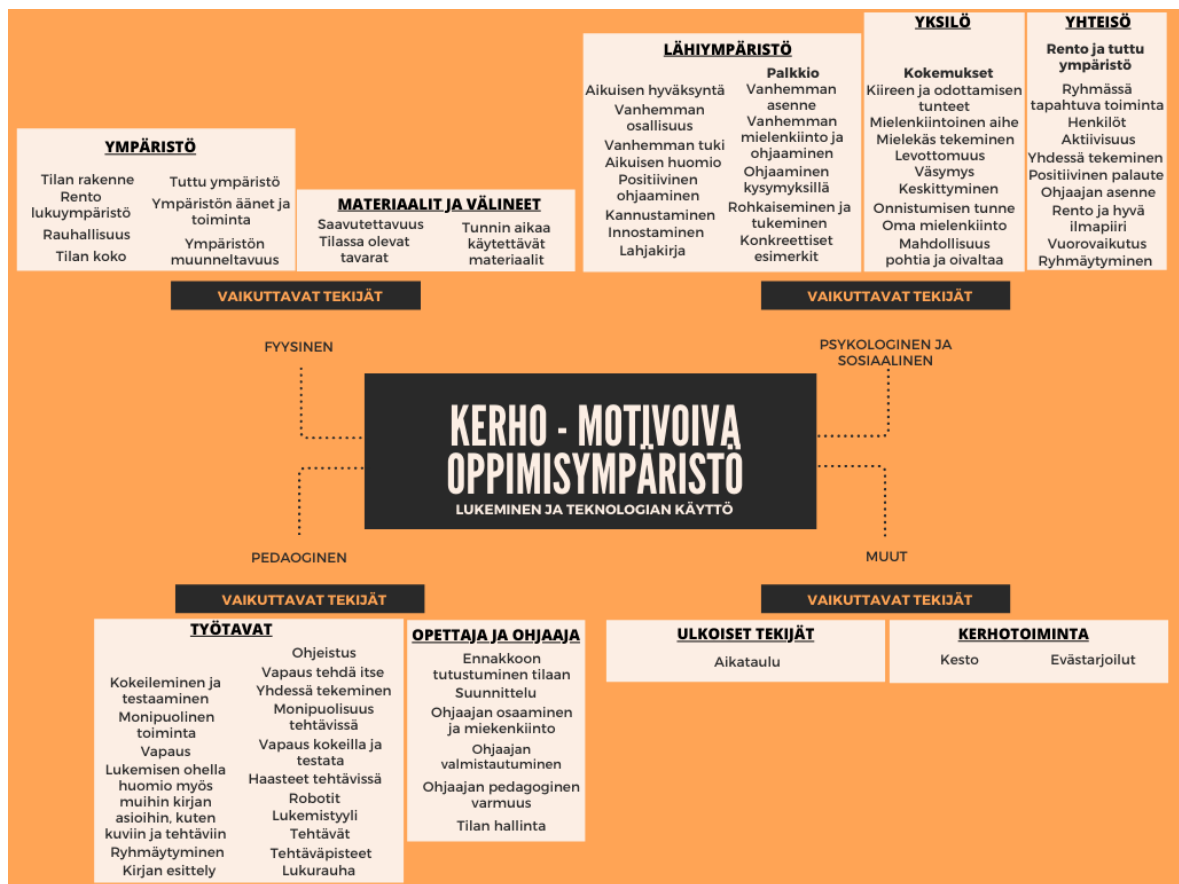 YMPÄRISTÖ
Tilan rakenne
Rento
lukuympäristö
Rauhallisuus
Tilan koko
Tuttu ympäristö
Ympäristön äänet ja
toiminta
Ympäristön
muunneltavuus
MATERIAALIT JA VÄLINEET
Saavutettavuus
Tilassa olevat
tavarat
Tunnin aikaa
käytettävät
materiaalit
VAIKUTTAVAT TEKIJÄT
FYYSINEN
LÄHIYMPÄRISTÖ
Aikuisen hyväksyntä
Vanhemman
osallisuus
Vanhemman tuki
Aikuisen huomio
Positiivinen
ohjaaminen
Kannustaminen
Innostaminen
Lahjakirja
Palkkio
Vanhemman
asenne
Vanhemman
mielenkiinto ja
ohjaaminen
Ohjaaminen
kysymyksillä
Rohkaiseminen ja
tukeminen
Konkreettiset
esimerkit
YKSILÖ
Kokemukset
Kiireen ja odottamisen
tunteet
Mielenkiintoinen aihe
Mielekäs tekeminen
Levottomuus
Väsymys
Keskittyminen
Onnistumisen tunne
Oma mielenkiinto
Mahdollisuus
pohtia ja oivaltaa
YHTEISÖ
Rento ja tuttu
ympäristö
Ryhmässä
tapahtuva toiminta
Henkilöt
Aktiivisuus
Yhdessä tekeminen
Positiivinen palaute
Ohjaajan asenne
Rento ja hyvä
ilmapiiri
Vuorovaikutus
Ryhmäytyminen
VAIKUTTAVAT TEKIJÄT
PSYKOLOGINEN JA
SOSIAALINEN
KERHO - MOTIVOIVA
OPPIMISYMPÄRISTÖ
LUKEMINEN JA TEKNOLOGIAN KÄYTTÖ
PEDAOGINEN
VAIKUTTAVAT TEKIJÄT
TYÖTAVAT
Kokeileminen ja
testaaminen
Monipuolinen
toiminta
Vapaus
Lukemisen ohella
huomio myös
muihin kirjan
asioihin, kuten
kuviin ja tehtäviin
Ryhmäytyminen
Kirjan esittely
Ohjeistus
Vapaus tehdä itse
Yhdessä tekeminen
Monipuolisuus
tehtävissä
Vapaus kokeilla ja
testata
Haasteet tehtävissä
Robotit
Lukemistyyli
Tehtävät
Tehtäväpisteet
Lukurauha
OPETTAJA JA OHJAAJA
Ennakkoon
tutustuminen tilaan
Suunnittelu
Ohjaajan osaaminen
ja miekenkiinto
Ohjaajan
valmistautuminen
Ohjaajan pedagoginen
varmuus
Tilan hallinta
MUUT
VAIKUTTAVAT TEKIJÄT
ULKOISET TEKIJÄT
Aikataulu
KERHOTOIMINTA
Kesto
Evästarjoilut